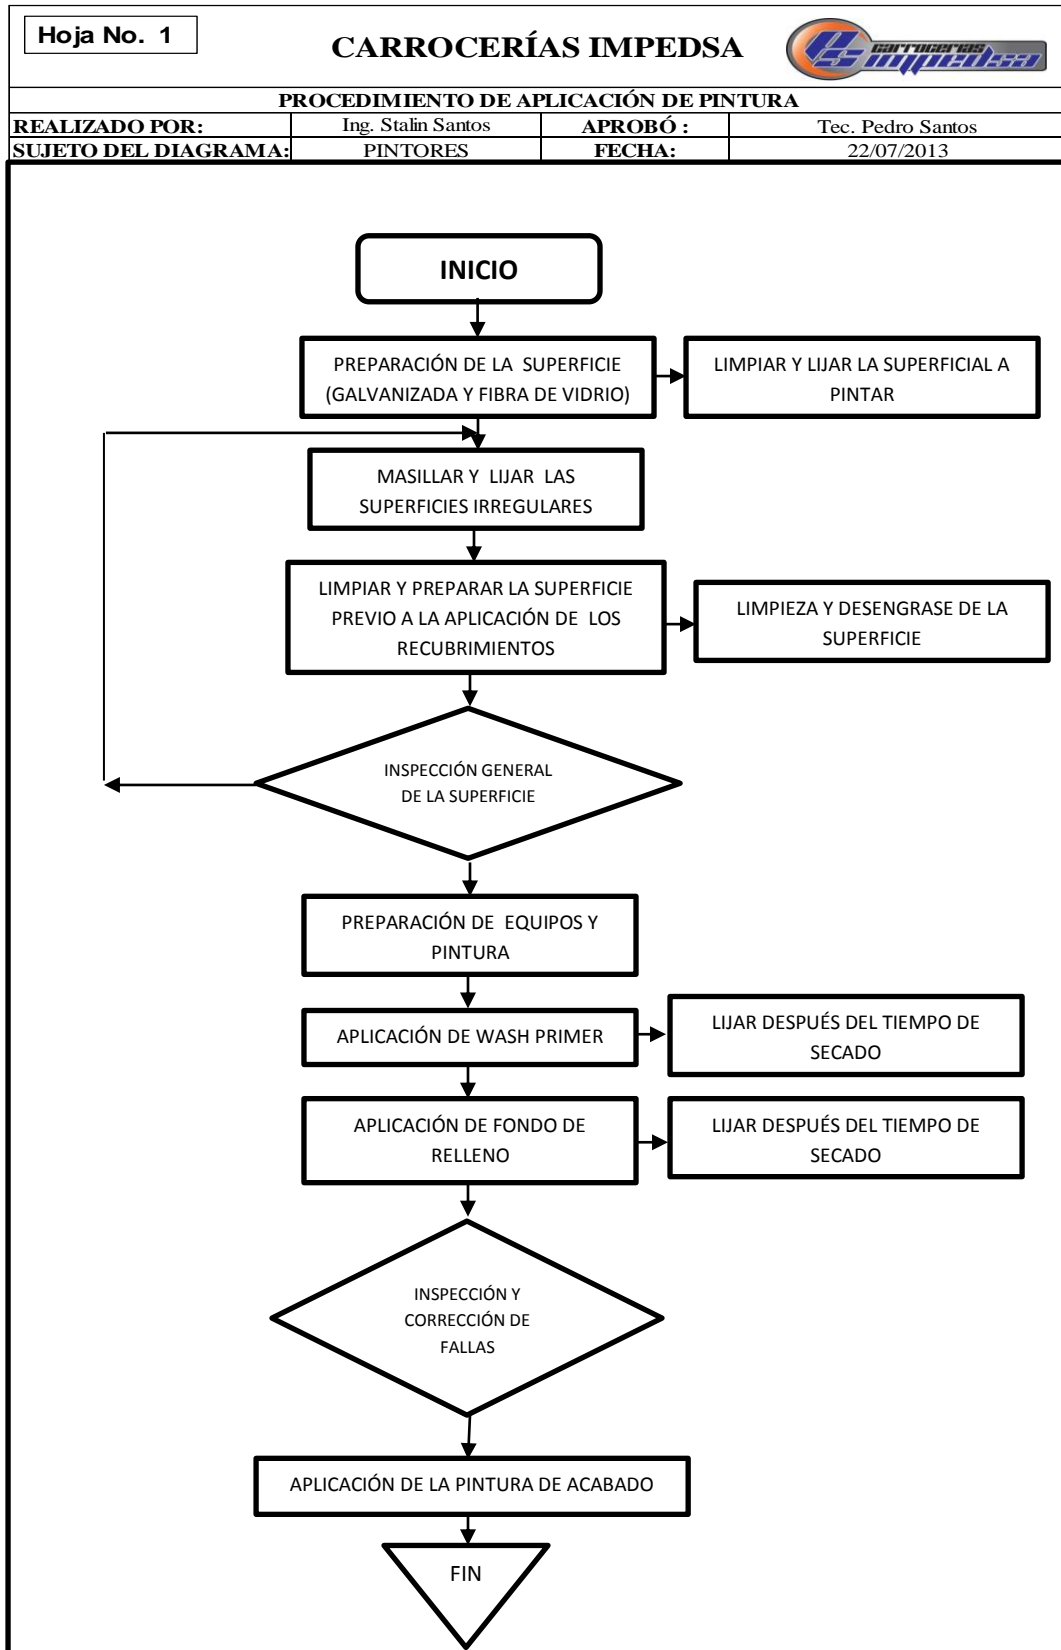 Hoja No. 1
CARROCERÍAS IMPEDSA
carrocerias
impedsa
PROCEDIMIENTO DE APLICACIÓN DE PINTURA
REALIZADO POR: Ing. Stalin Santos APROBÓ : Tec. Pedro Santos
SUJETO DEL DIAGRAMA: PINTORES FECHA: 22/07/2013
INICIO
PREPARACIÓN DE LA SUPERFICIE
(GALVANIZADA Y FIBRA DE VIDRIO)
LIMPIAR Y LIJAR LA SUPERFICIAL A
PINTAR
MASILLAR Y LIJAR LAS
SUPERFICIES IRREGULARES
LIMPIAR Y PREPARAR LA SUPERFICIE
PREVIO A LA APLICACIÓN DE LOS
RECUBRIMIENTOS
LIMPIEZA Y DESENGRASE DE LA
SUPERFICIE
INSPECCIÓN GENERAL
DE LA SUPERFICIE
PREPARACIÓN DE EQUIPOS Y
PINTURA
APLICACIÓN DE WASH PRIMER
LIJAR DESPUÉS DEL TIEMPO DE
SECADO
APLICACIÓN DE FONDO DE
RELLENO
LIJAR DESPUÉS DEL TIEMPO DE
SECADO
INSPECCIÓN Y
CORRECCIÓN DE
FALLAS
APLICACIÓN DE LA PINTURA DE ACABADO
FIN